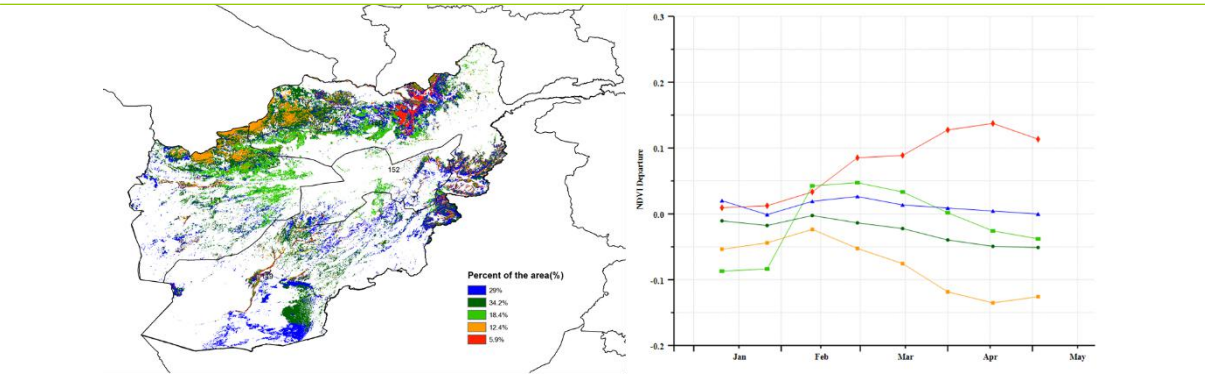 152
Percent of the area(%)
29%
34.2%
18.4%
12.4%
5.9%
NDVI Departure
0.3
0.2
0.1
0.0
-0.1
-0.2
Jan
Feb
Mar
Apr
May